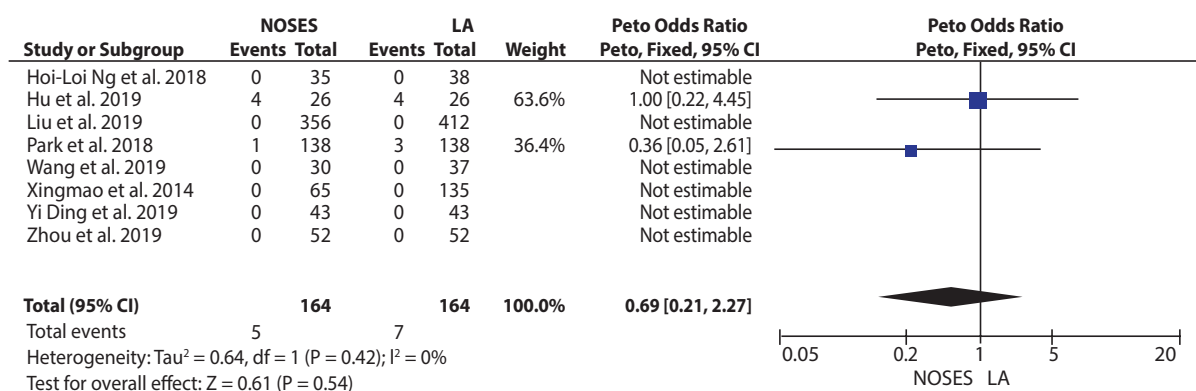 NOSES LA Peto Odds Ratio Peto Odds Ratio
Study or Subgroup Events Total Events Total Weight Peto, Fixed, 95% CI Peto, Fixed, 95% CI
Hoi-Loi Ng et al. 2018 0 35 0 38 Not estimable
Hu et al. 2019 4 26 4 26 63.6% 1.00 [0.22, 4.45]
Liu et al. 2019 0 356 0 412 Not estimable
Park et al. 2018 1 138 3 138 36.4% 0.36 [0.05, 2.61]
Wang et al. 2019 0 30 0 37 Not estimable
Xingmao et al. 2014 0 65 0 135 Not estimable
Yi Ding et al. 2019 0 43 0 43 Not estimable
Zhou et al. 2019 0 52 0 52 Not estimable
Total (95% CI) 164 164 100.0% 0.69 [0.21, 2.27]
Total events 5 7
Heterogeneity: Tau² = 0.64, df = 1 (P = 0.42); I² = 0%
Test for overall effect: Z = 0.61 (P = 0.54)
0.05 0.2 1 5 20
NOSES LA